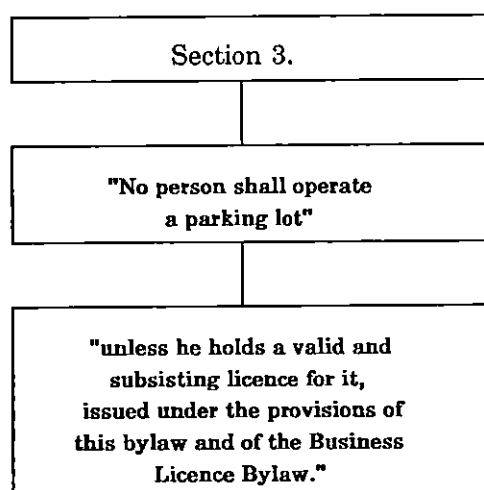 Section 3.
"No person shall operate
a parking lot"
"unless he holds a valid and
subsisting licence for it,
issued under the provisions of
this bylaw and of the Business
Licence Bylaw."